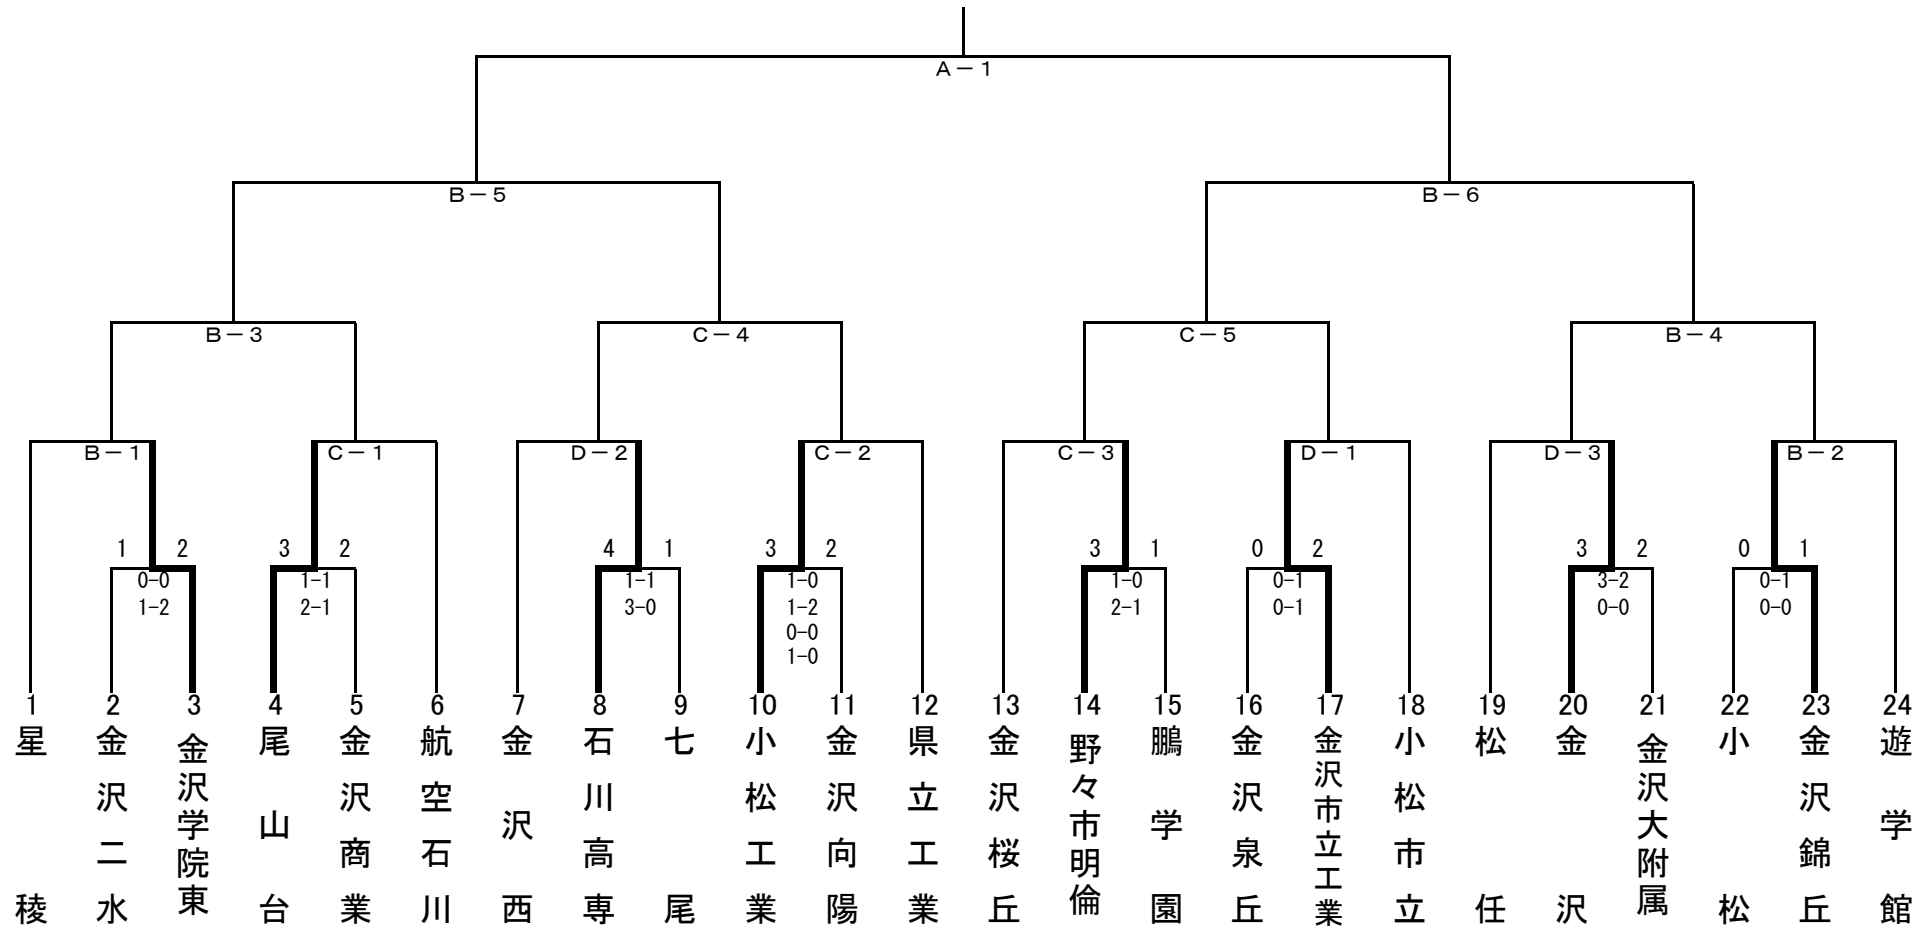 A－1
B－5
B－6
B－3
C－4
C－5
B－4
B－1
C－1
D－2
C－2
C－3
D－1
D－3
B－2
1 2 3 2 4 1 3 2 3 1 0 2 3 2 0 1
0-0 1-1 1-1 1-0 1-0 0-1 3-2 0-1
1-2 2-1 3-0 1-2 2-1 0-1 0-0 0-0
0-0
1-0
1 2 3 4 5 6 7 8 9 10 11 12 13 14 15 16 17 18 19 20 21 22 23 24
星稜
金沢二水
金沢学院東
尾山台
金沢商業
航空石川
金沢西
石川高専
七尾
小松工業
金沢向陽
県立工業
金沢桜丘
野々市明倫
鵬学園
金沢泉丘
金沢市立工業
小松市立
松任
金沢
金沢大附属
小松
金沢錦丘
遊学館